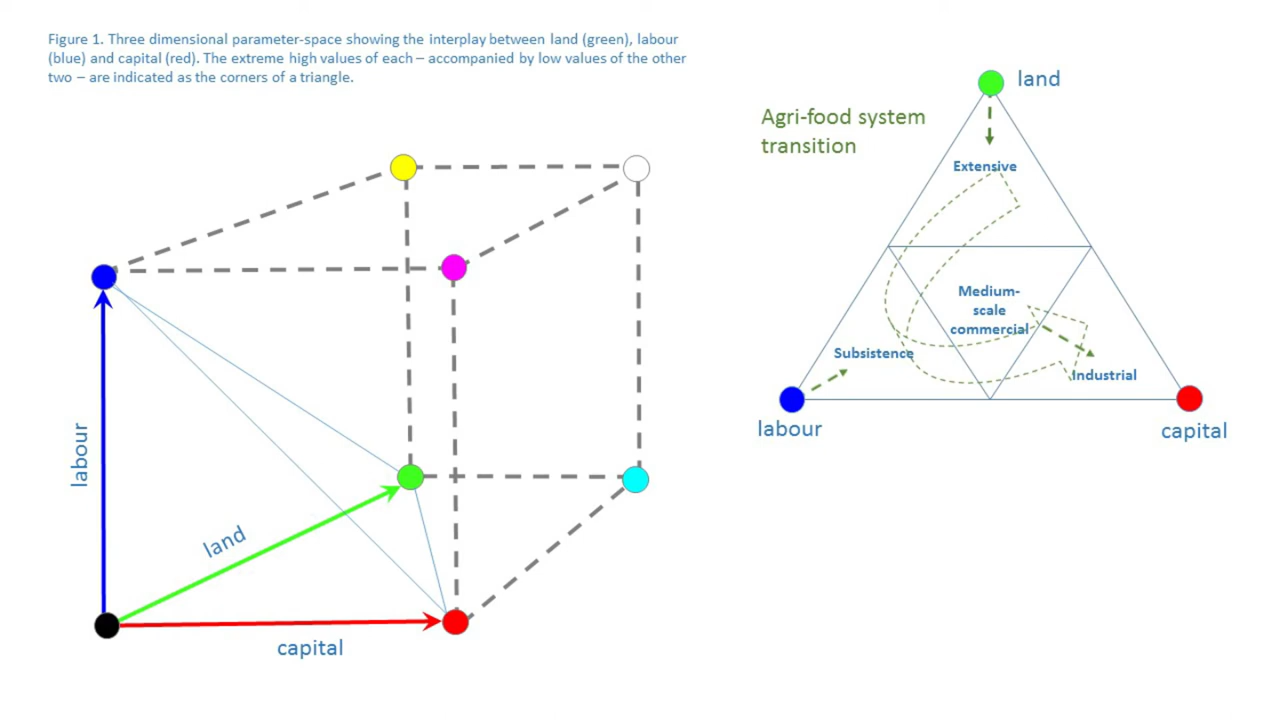 Figure 1. Three dimensional parameter-space showing the interplay between land (green), labour
(blue) and capital (red). The extreme high values of each – accompanied by low values of the other
two – are indicated as the corners of a triangle.
land
Agri-food system
transition
Extensive
Medium-
scale
commercial
Subsistence
Industrial
labour
capital
labour
land
capital